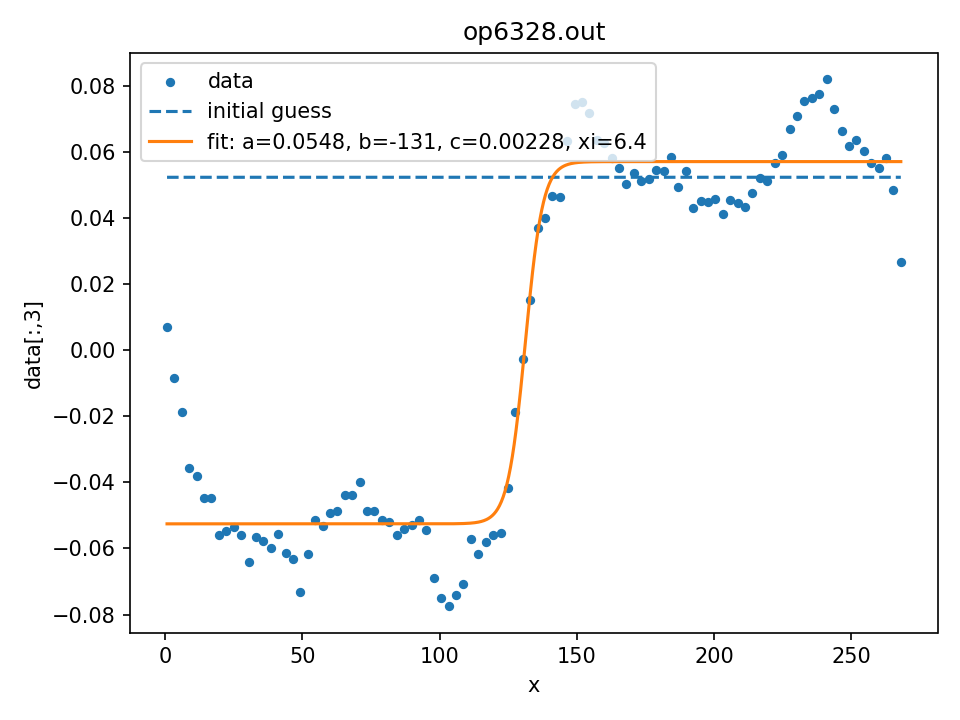 op6328.out
data
initial guess
fit: a=0.0548, b=-131, c=0.00228, xi=6.4
data[:,3]
0.08
0.06
0.04
0.02
0.00
−0.02
−0.04
−0.06
−0.08
0
50
100
150
200
250
x